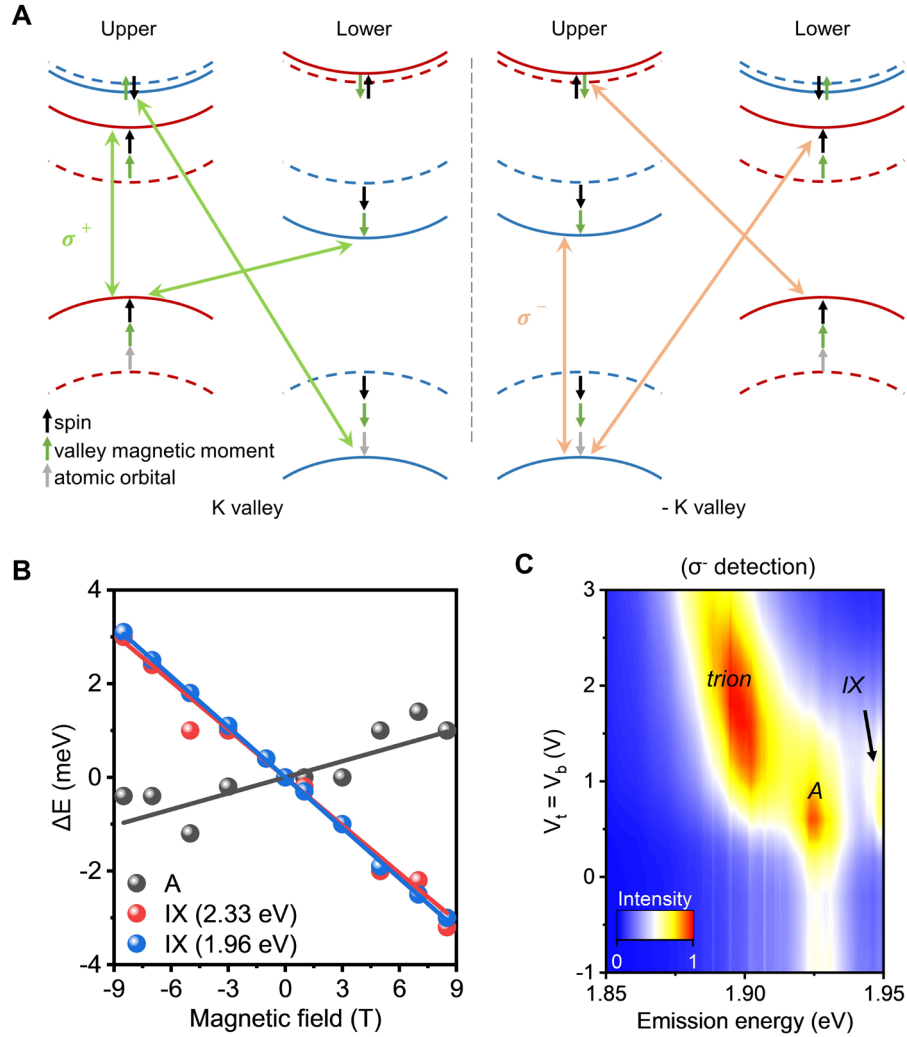 A
Upper
Lower
Upper
Lower
σ⁺
σ⁻
spin
valley magnetic moment
atomic orbital
K valley
- K valley
B
ΔE (meV)
4
2
0
-2
-4
A
IX (2.33 eV)
IX (1.96 eV)
-9
-6
-3
0
3
6
9
Magnetic field (T)
C
(σ⁻ detection)
Vₜ = V_b (V)
3
2
1
0
-1
trion
IX
A
Intensity
0
1
1.85
1.90
1.95
Emission energy (eV)